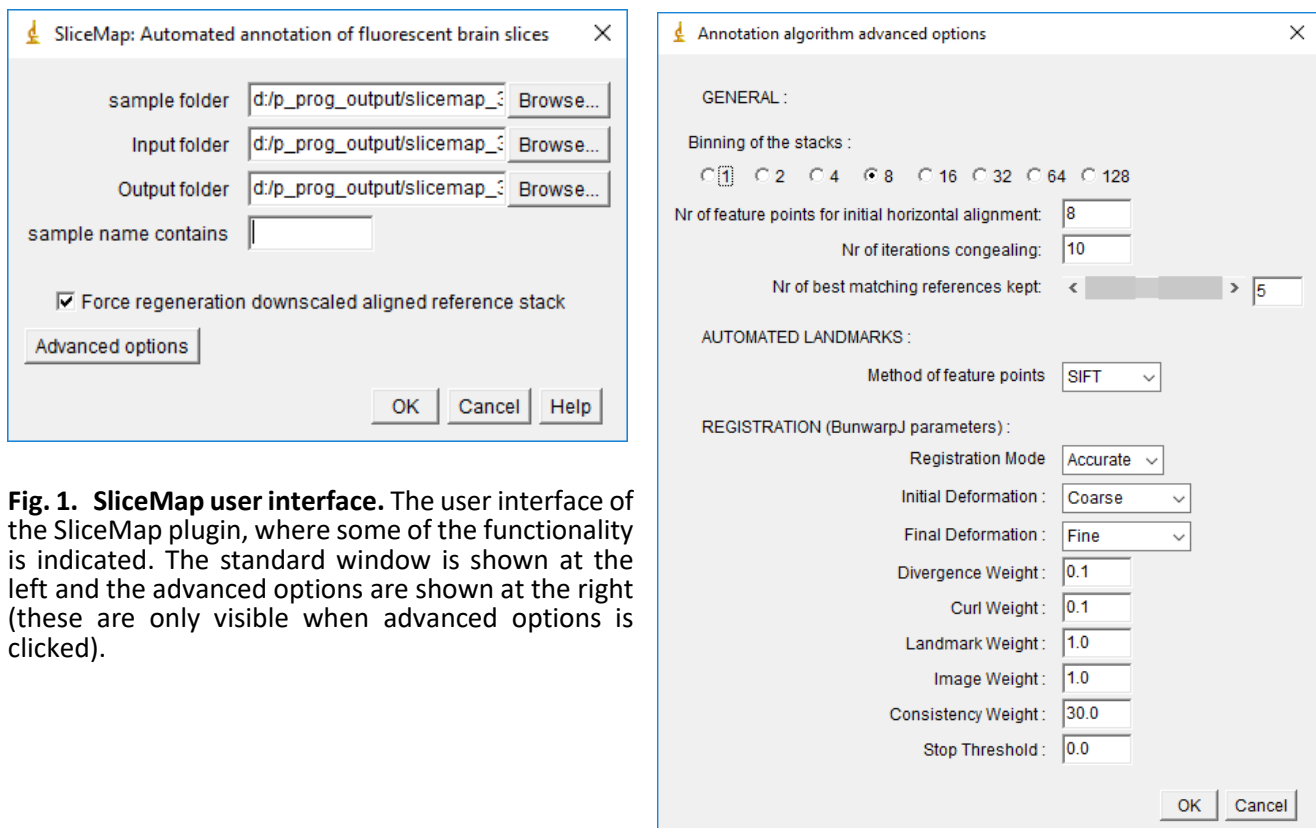 SliceMap: Automated annotation of fluorescent brain slices
sample folder d:/p_prog_output/slicemap_3 Browse...
Input folder d:/p_prog_output/slicemap_3 Browse...
Output folder d:/p_prog_output/slicemap_3 Browse...
sample name contains
Force regeneration downscaled aligned reference stack
Advanced options
OK Cancel Help
Fig. 1. SliceMap user interface. The user interface of
the SliceMap plugin, where some of the functionality
is indicated. The standard window is shown at the
left and the advanced options are shown at the right
(these are only visible when advanced options is
clicked).
Annotation algorithm advanced options
GENERAL :
Binning of the stacks :
1 2 4 8 16 32 64 128
Nr of feature points for initial horizontal alignment: 8
Nr of iterations congealing: 10
Nr of best matching references kept: 5
AUTOMATED LANDMARKS :
Method of feature points SIFT
REGISTRATION (BunwarpJ parameters) :
Registration Mode Accurate
Initial Deformation : Coarse
Final Deformation : Fine
Divergence Weight : 0.1
Curl Weight : 0.1
Landmark Weight : 1.0
Image Weight : 1.0
Consistency Weight : 30.0
Stop Threshold : 0.0
OK Cancel